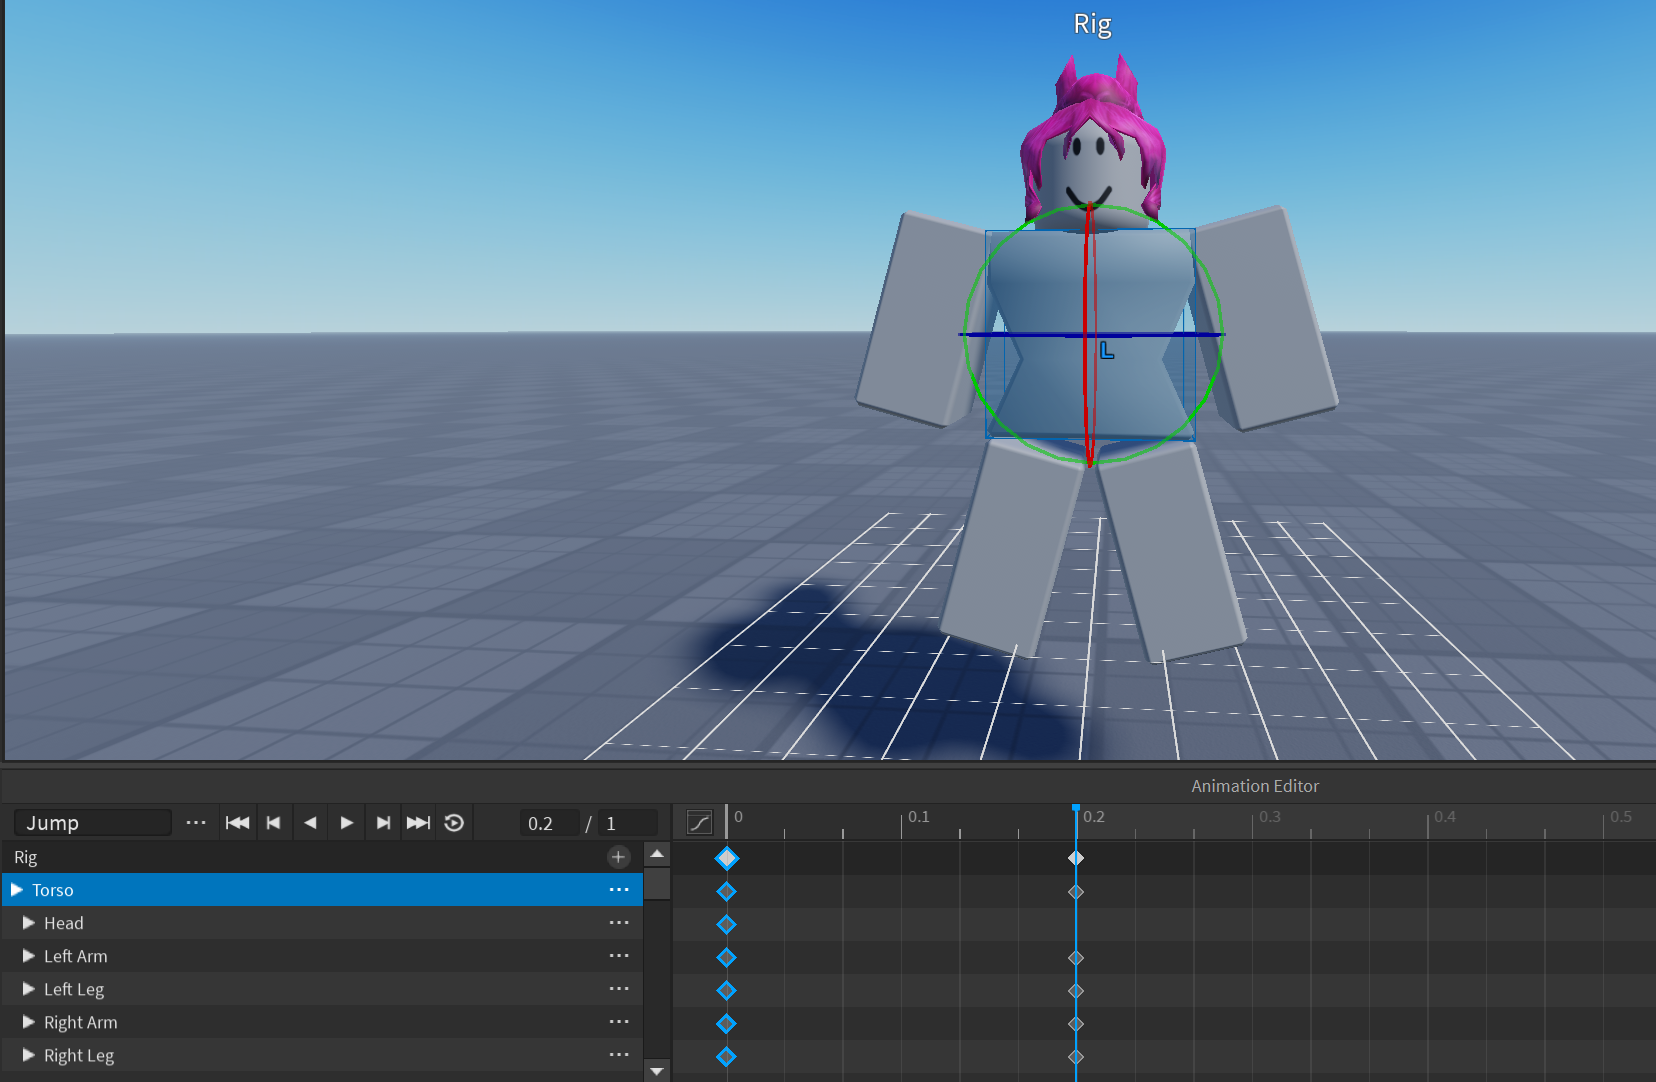 Rig
L
Animation Editor
Jump ... 0.2 / 1
0 0.1 0.2 0.3 0.4 0.5
Rig
Torso ...
Head ...
Left Arm ...
Left Leg ...
Right Arm ...
Right Leg ...